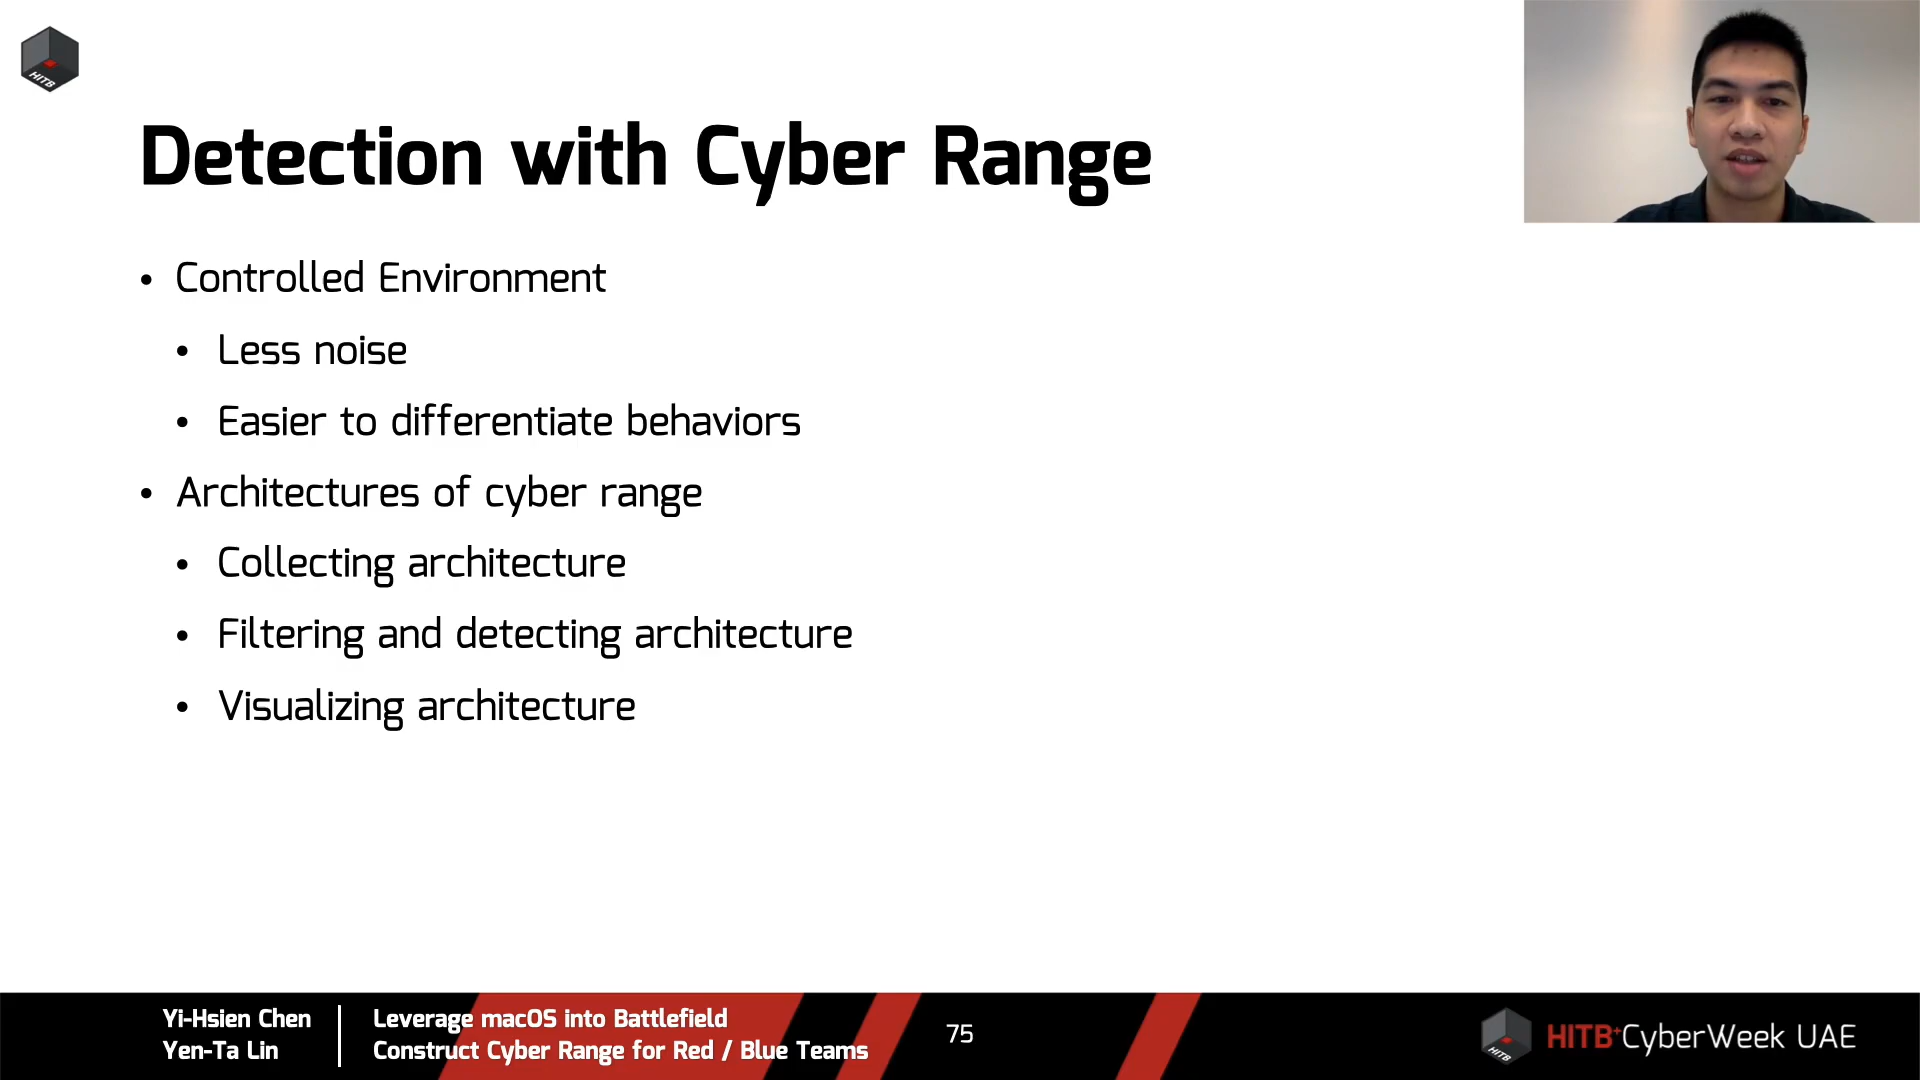 HITB
Detection with Cyber Range
• Controlled Environment
• Less noise
• Easier to differentiate behaviors
• Architectures of cyber range
• Collecting architecture
• Filtering and detecting architecture
• Visualizing architecture
Yi-Hsien Chen
Yen-Ta Lin
Leverage macOS into Battlefield
Construct Cyber Range for Red / Blue Teams
75
HITB
HITB+CyberWeek UAE